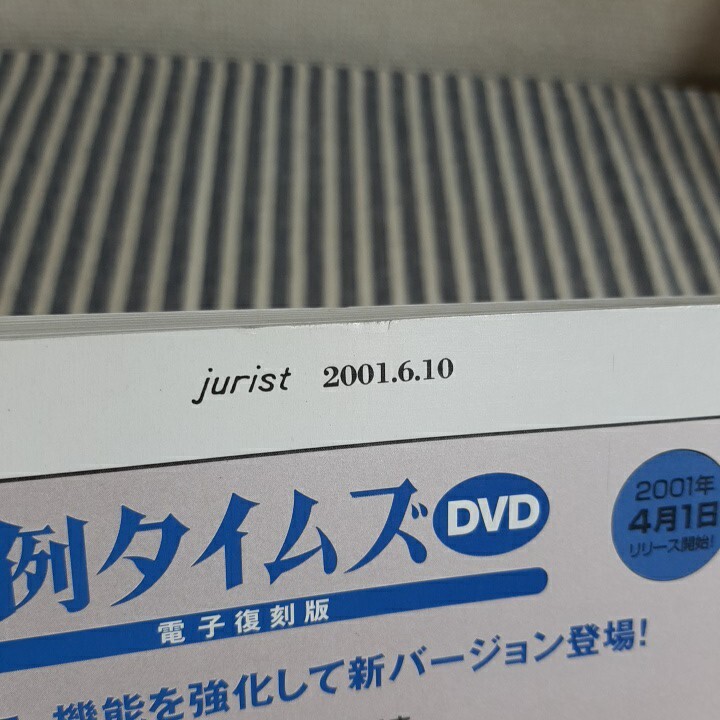 jurist 2001.6.10
例タイムズ DVD
2001年
4月1日
リリース開始!
電子復刻版
機能を強化して新バージョン登場!